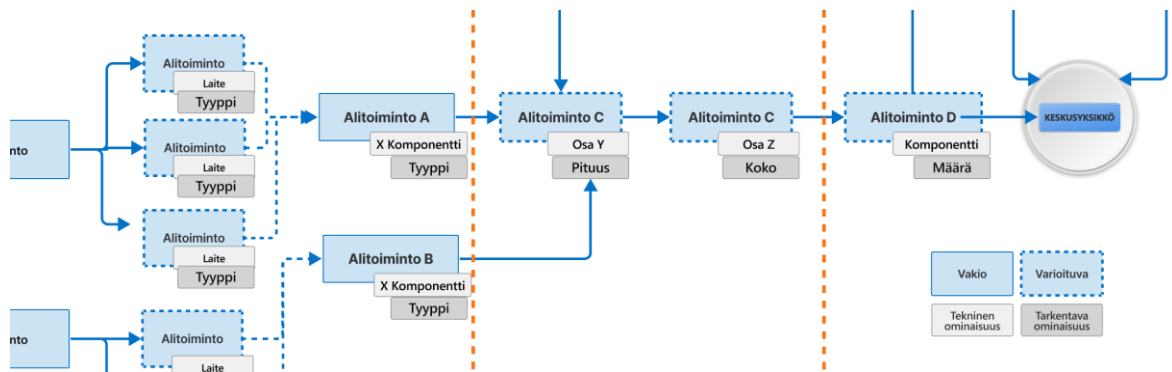 Alitoiminto
Laite
Tyyppi
nto
Alitoiminto
Laite
Tyyppi
Alitoiminto
Laite
Tyyppi
nto
Alitoiminto
Laite
Alitoiminto A
X Komponentti
Tyyppi
Alitoiminto B
X Komponentti
Tyyppi
Alitoiminto C
Osa Y
Pituus
Alitoiminto C
Osa Z
Koko
Alitoiminto D
Komponentti
Määrä
KESKUSYKSIKKÖ
Vakio
Varioituva
Tekninen
ominaisuus
Tarkentava
ominaisuus